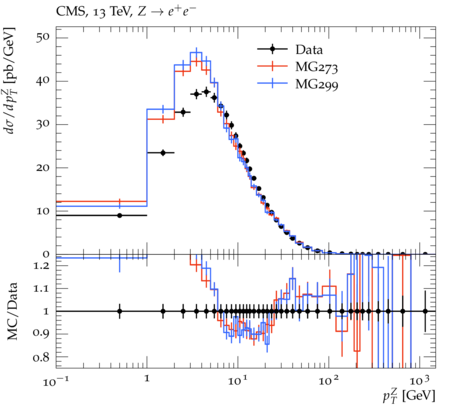 CMS, 13 TeV, Z → e⁺e⁻
dσ/dp_T^Z [pb/GeV]
50
40
30
20
10
0
Data
MG273
MG299
MC/Data
1.2
1.1
1
0.9
0.8
10⁻¹
1
10¹
10²
10³
p_T^Z [GeV]